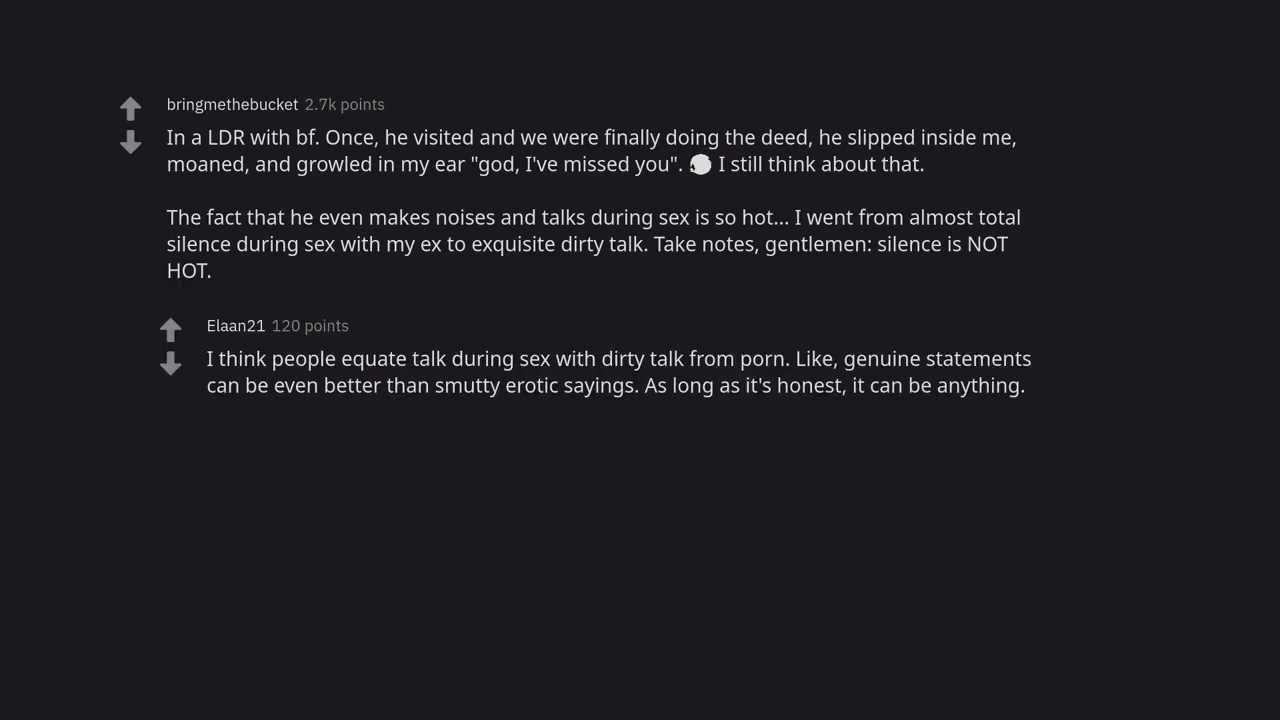 bringmethebucket 2.7k points
In a LDR with bf. Once, he visited and we were finally doing the deed, he slipped inside me,
moaned, and growled in my ear "god, I've missed you". I still think about that.
The fact that he even makes noises and talks during sex is so hot... I went from almost total
silence during sex with my ex to exquisite dirty talk. Take notes, gentlemen: silence is NOT
HOT.
Elaan21 120 points
I think people equate talk during sex with dirty talk from porn. Like, genuine statements
can be even better than smutty erotic sayings. As long as it's honest, it can be anything.